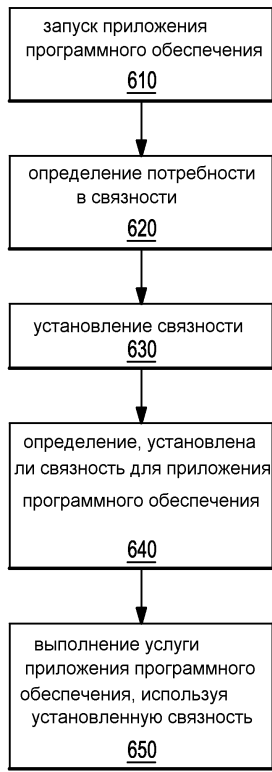 запуск приложения
программного обеспечения
610
определение потребности
в связности
620
установление связности
630
определение, установлена
ли связность для приложения
программного обеспечения
640
выполнение услуги
приложения программного
обеспечения, используя
установленную связность
650